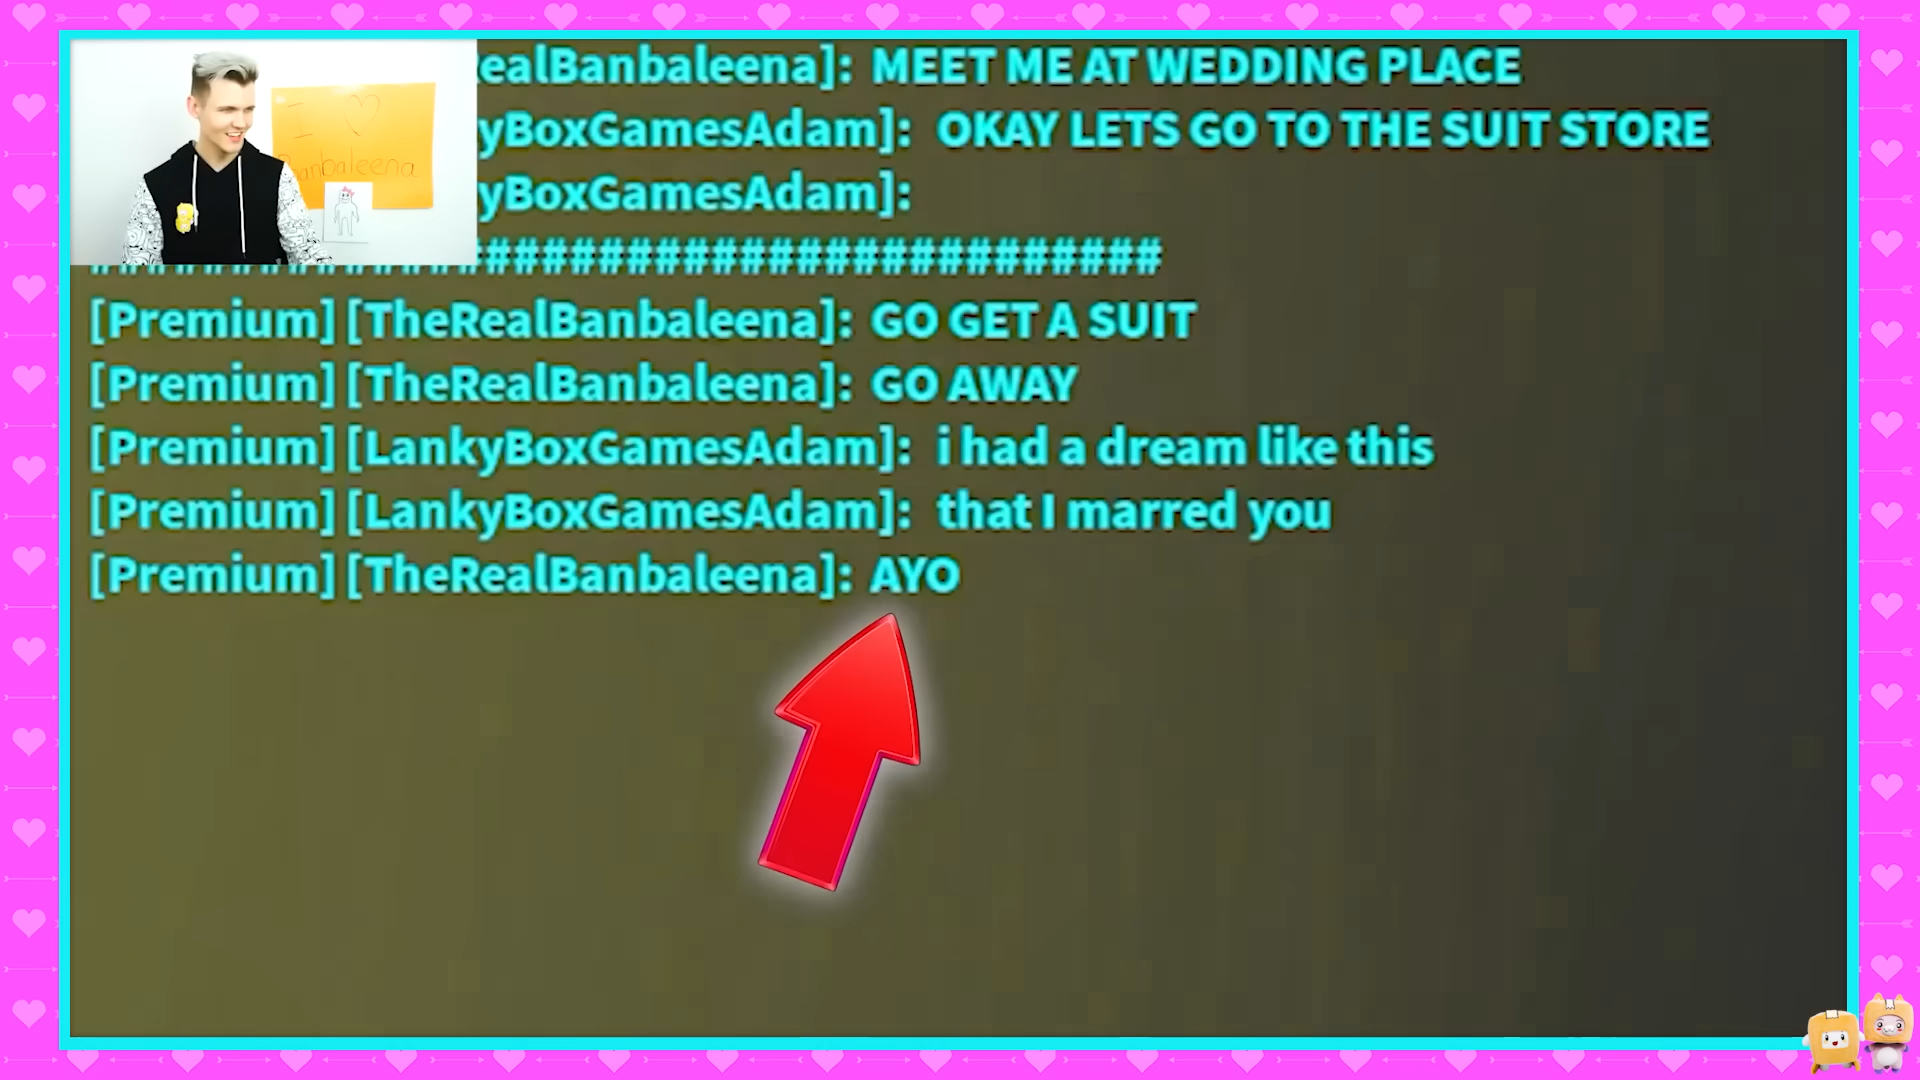 ealBanbaleena]: MEET ME AT WEDDING PLACE
yBoxGamesAdam]: OKAY LETS GO TO THE SUIT STORE
yBoxGamesAdam]:
########################
[Premium] [TheRealBanbaleena]: GO GET A SUIT
[Premium] [TheRealBanbaleena]: GO AWAY
[Premium] [LankyBoxGamesAdam]: i had a dream like this
[Premium] [LankyBoxGamesAdam]: that I marred you
[Premium] [TheRealBanbaleena]: AYO
I
anbaleena